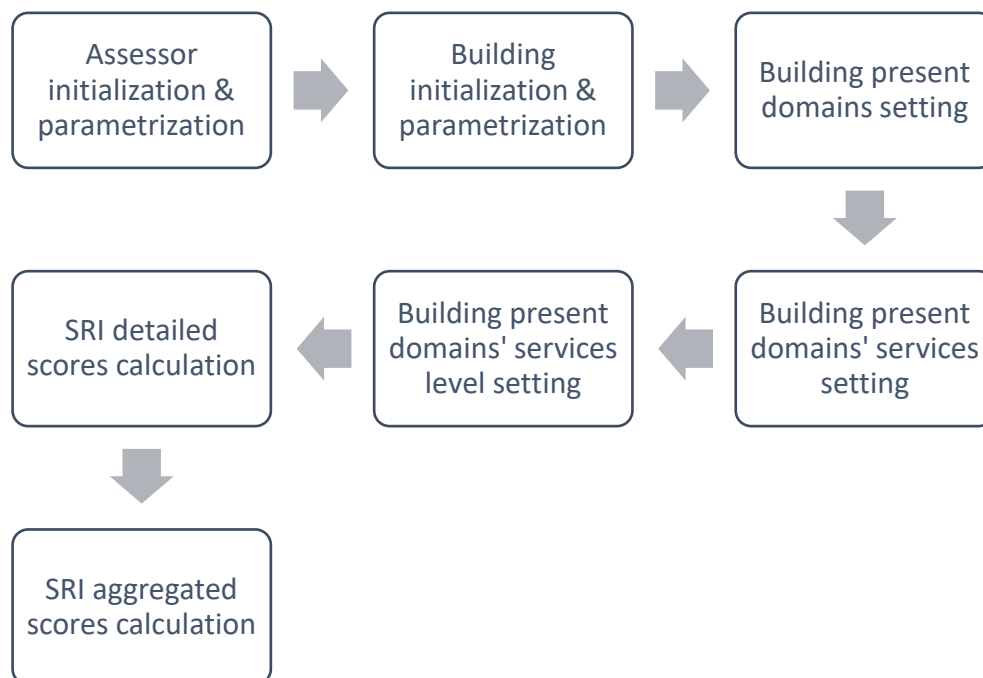 Assessor
initialization &
parametrization
Building
initialization &
parametrization
Building present
domains setting
Building present
domains' services
setting
Building present
domains' services
level setting
SRI detailed
scores calculation
SRI aggregated
scores calculation